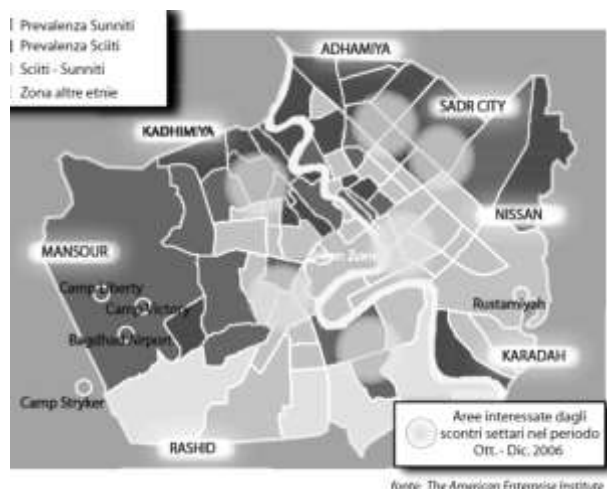 Prevalenza Sunniti
Prevalenza Sciiti
Sciiti - Sunniti
Zona altre etnie
ADHAMIYA
SADR CITY
KADHIMIYA
NISSAN
MANSOUR
Camp Liberty
Camp Victory
Bagdhad Airport
Rustamiyah
KARADAH
Camp Stryker
RASHID
Aree interessate dagli
scontri settari nel periodo
Ott. - Dic. 2006
fonte: The American Enterprise Institute